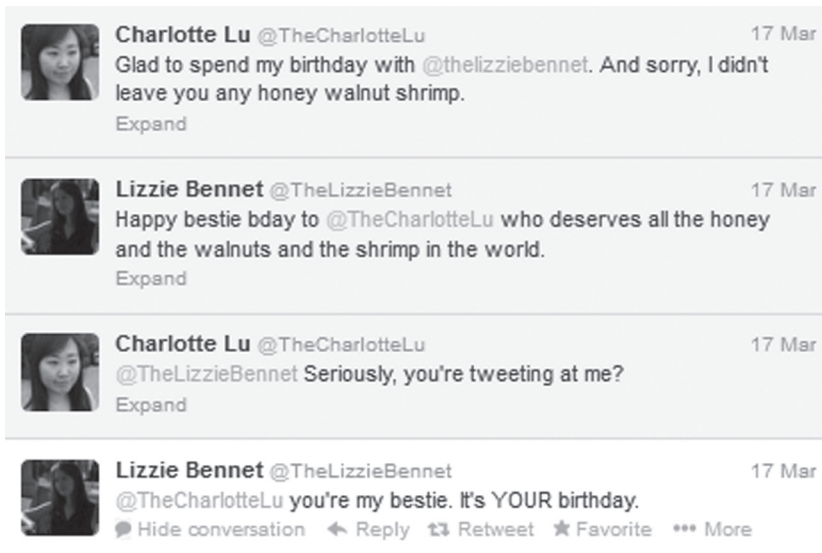 Charlotte Lu @TheCharlotteLu 17 Mar
Glad to spend my birthday with @thelizziebennet. And sorry, I didn't
leave you any honey walnut shrimp.
Expand
Lizzie Bennet @TheLizzieBennet 17 Mar
Happy bestie bday to @TheCharlotteLu who deserves all the honey
and the walnuts and the shrimp in the world.
Expand
Charlotte Lu @TheCharlotteLu 17 Mar
@TheLizzieBennet Seriously, you're tweeting at me?
Expand
Lizzie Bennet @TheLizzieBennet 17 Mar
@TheCharlotteLu you're my bestie. It's YOUR birthday.
Hide conversation Reply Retweet Favorite More